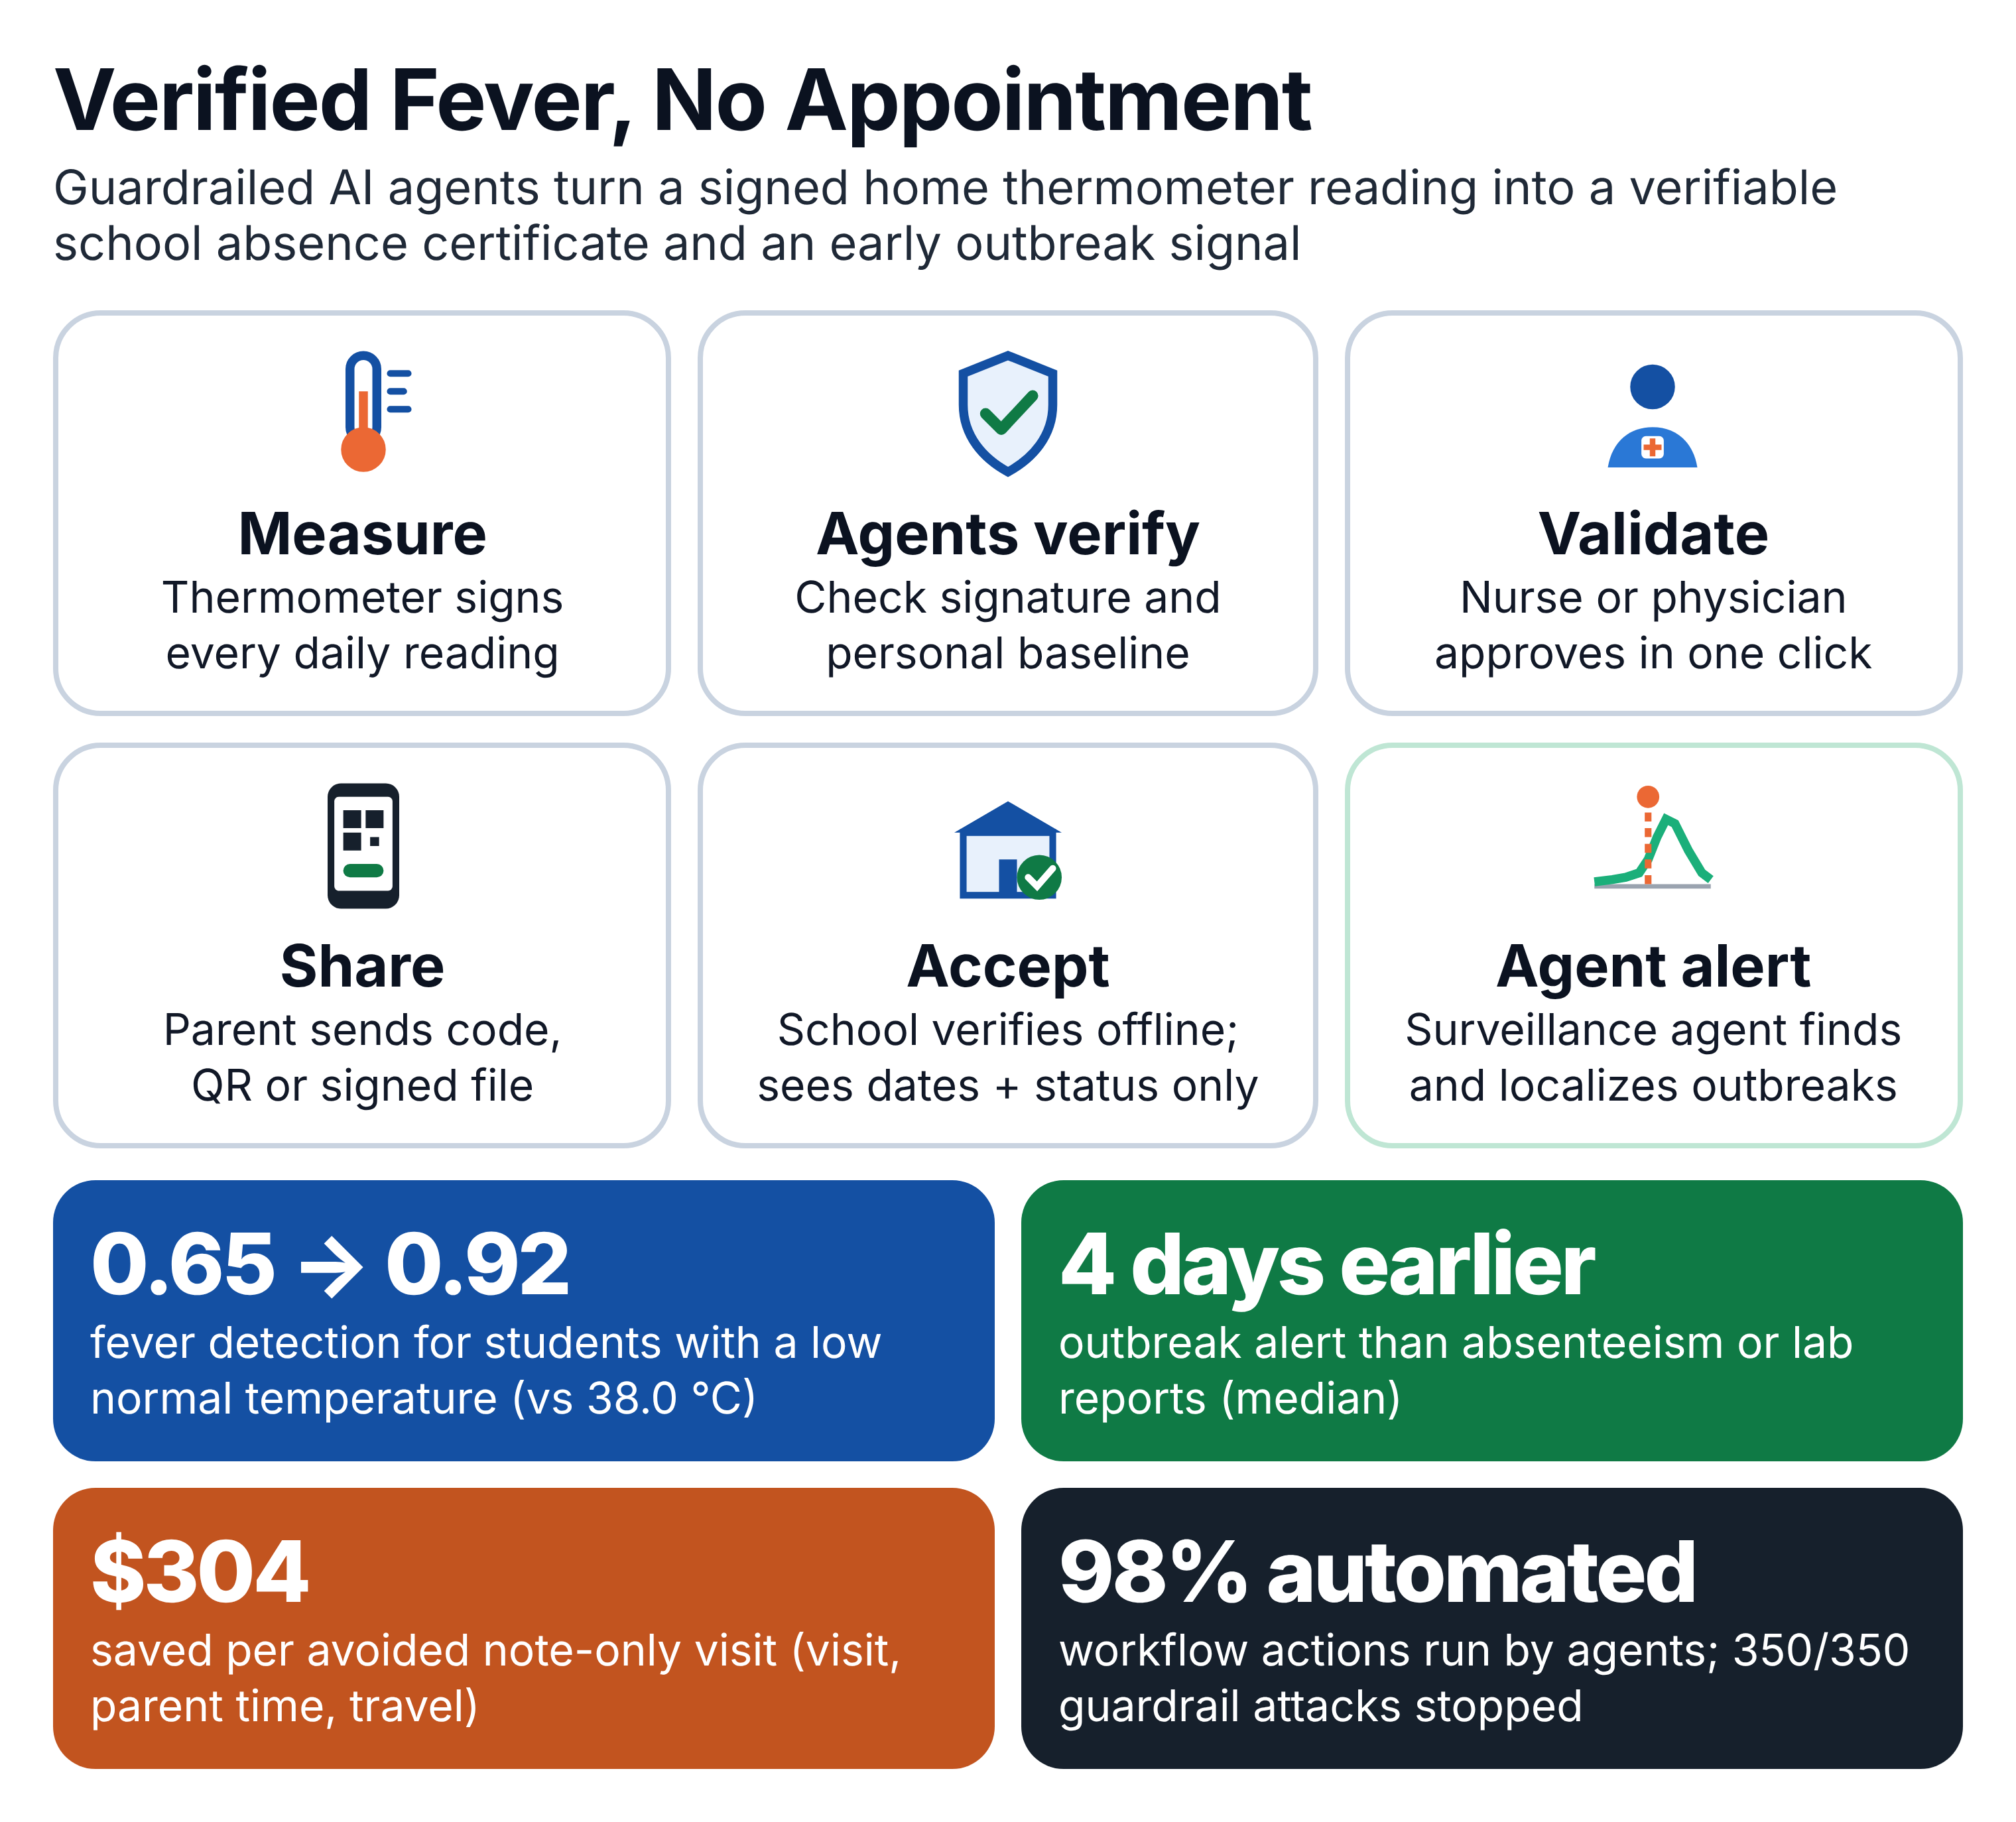 Verified Fever, No Appointment
Guardrailed AI agents turn a signed home thermometer reading into a verifiable
school absence certificate and an early outbreak signal
Measure
Thermometer signs
every daily reading
Agents verify
Check signature and
personal baseline
Validate
Nurse or physician
approves in one click
Share
Parent sends code,
QR or signed file
Accept
School verifies offline;
sees dates + status only
Agent alert
Surveillance agent finds
and localizes outbreaks
0.65 → 0.92
fever detection for students with a low
normal temperature (vs 38.0 °C)
4 days earlier
outbreak alert than absenteeism or lab
reports (median)
$304
saved per avoided note-only visit (visit,
parent time, travel)
98% automated
workflow actions run by agents; 350/350
guardrail attacks stopped